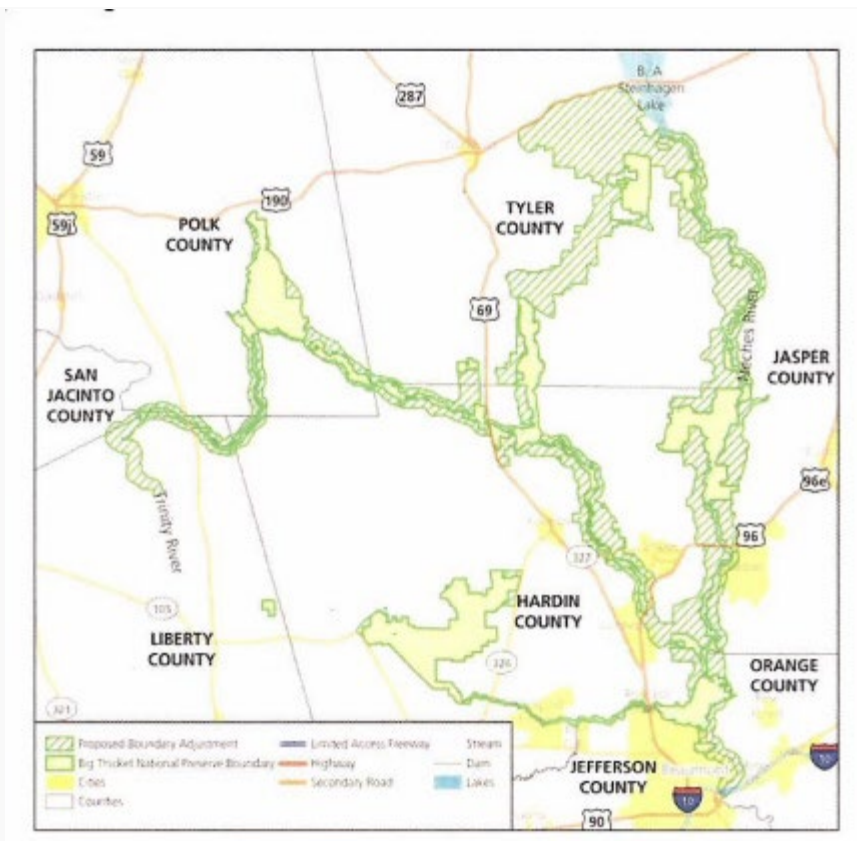 B. A
Steinhagen
Lake
287
59
190
59j
POLK
COUNTY
TYLER
COUNTY
69
Neches River
JASPER
COUNTY
SAN
JACINTO
COUNTY
96e
Trinity River
96
327
105
HARDIN
COUNTY
LIBERTY
COUNTY
326
ORANGE
COUNTY
321
Proposed Boundary Adjustment
Big Thicket National Preserve Boundary
Cities
Counties
Limited Access Freeway
Highway
Secondary Road
Stream
Dam
Lakes
JEFFERSON
COUNTY
Beaumont
10
10
90